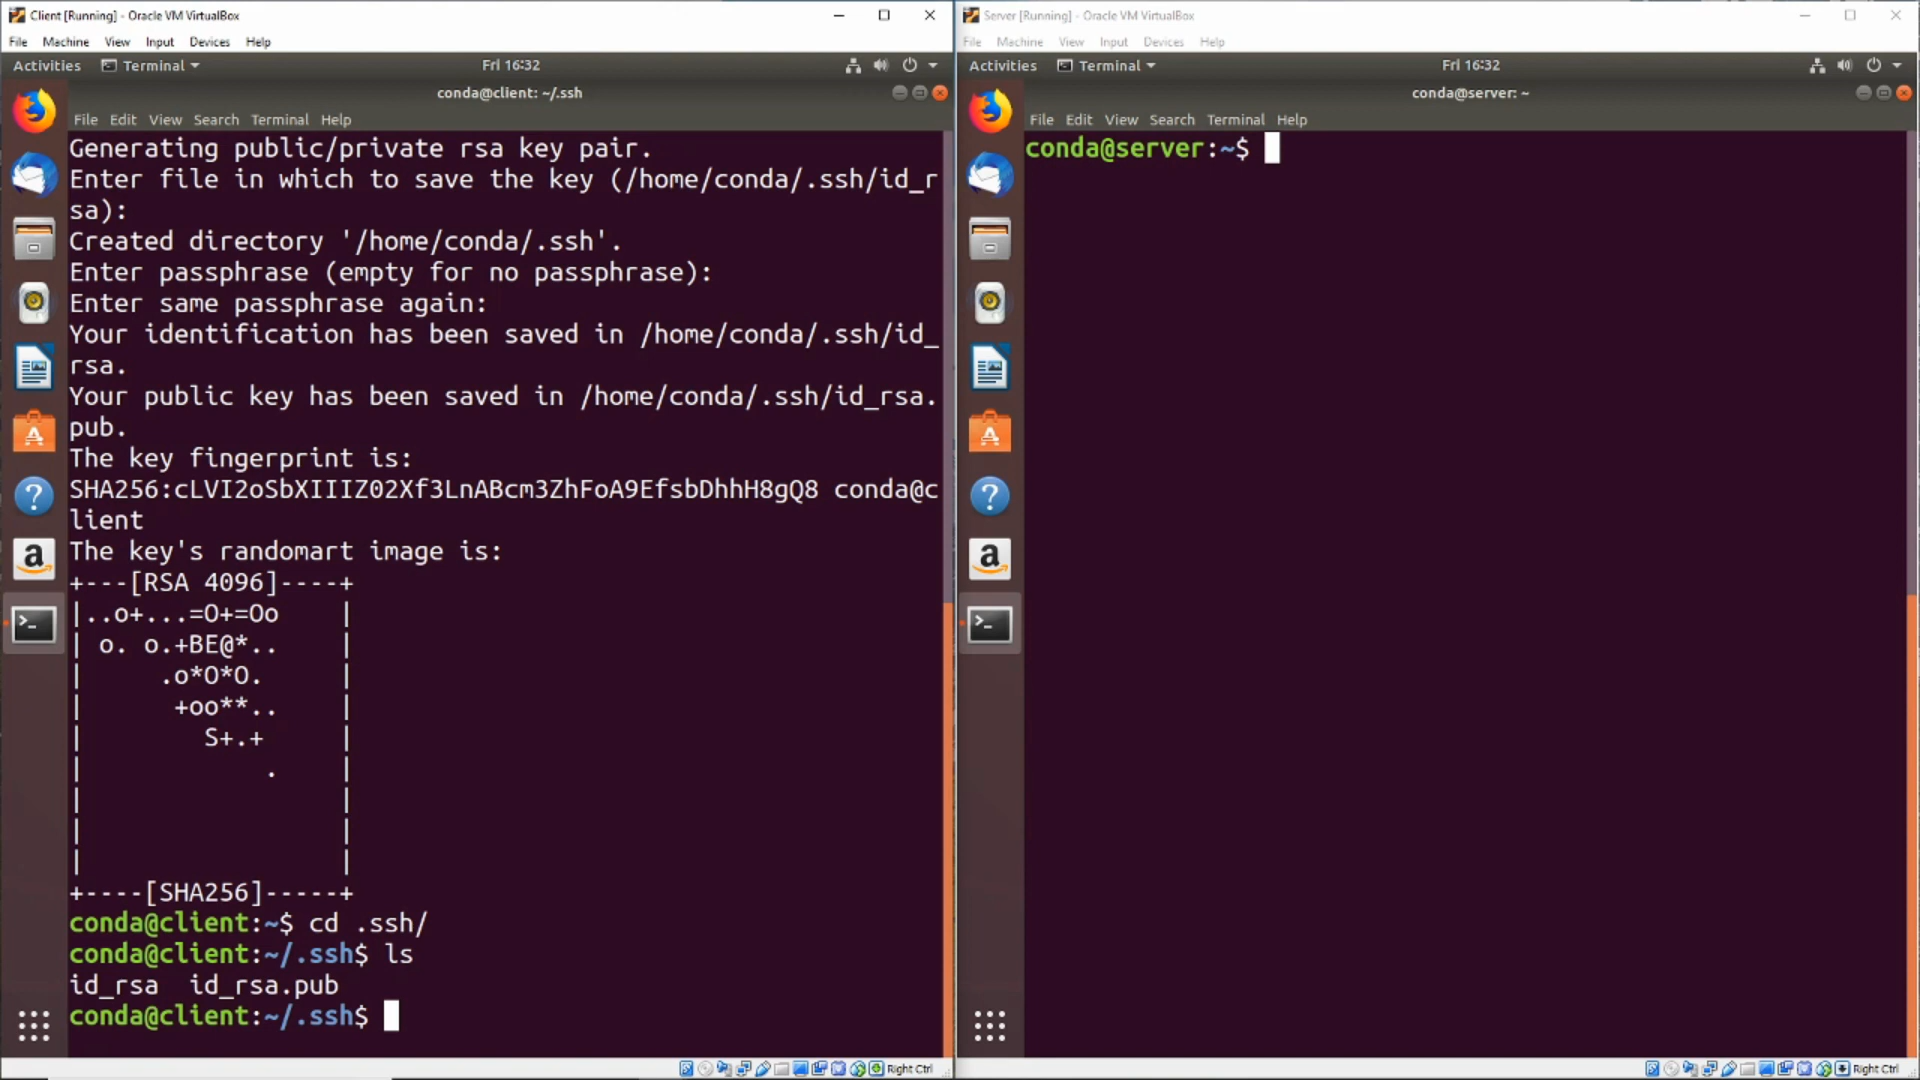 Client [Running] - Oracle VM VirtualBox
File Machine View Input Devices Help
Activities Terminal Fri 16:32
conda@client: ~/.ssh
File Edit View Search Terminal Help
Generating public/private rsa key pair.
Enter file in which to save the key (/home/conda/.ssh/id_r
sa):
Created directory '/home/conda/.ssh'.
Enter passphrase (empty for no passphrase):
Enter same passphrase again:
Your identification has been saved in /home/conda/.ssh/id_
rsa.
Your public key has been saved in /home/conda/.ssh/id_rsa.
pub.
The key fingerprint is:
SHA256:cLVI2oSbXIIIZ02Xf3LnABcm3ZhFoA9EfsbDhhH8gQ8 conda@c
lient
The key's randomart image is:
+---[RSA 4096]----+
|..o+...=O+=Oo    |
| o. o.+BE@*..    |
|     .o*O*O.     |
|      +oo**..    |
|        S+.+     |
|            .    |
|                 |
|                 |
|                 |
+----[SHA256]-----+
conda@client:~$ cd .ssh/
conda@client:~/.ssh$ ls
id_rsa  id_rsa.pub
conda@client:~/.ssh$
Right Ctrl
Server [Running] - Oracle VM VirtualBox
File Machine View Input Devices Help
Activities Terminal Fri 16:32
conda@server: ~
File Edit View Search Terminal Help
conda@server:~$
Right Ctrl